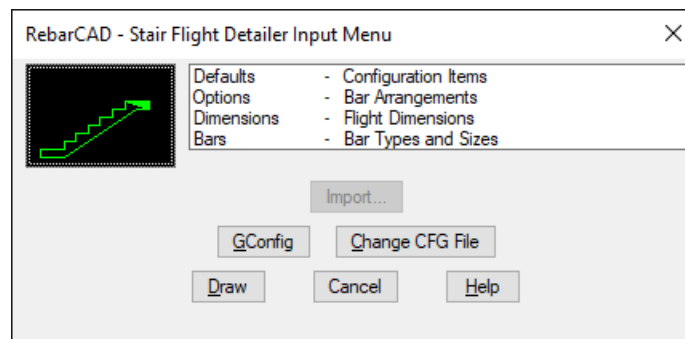 RebarCAD - Stair Flight Detailer Input Menu
Defaults - Configuration Items
Options - Bar Arrangements
Dimensions - Flight Dimensions
Bars - Bar Types and Sizes
Import...
GConfig Change CFG File
Draw Cancel Help